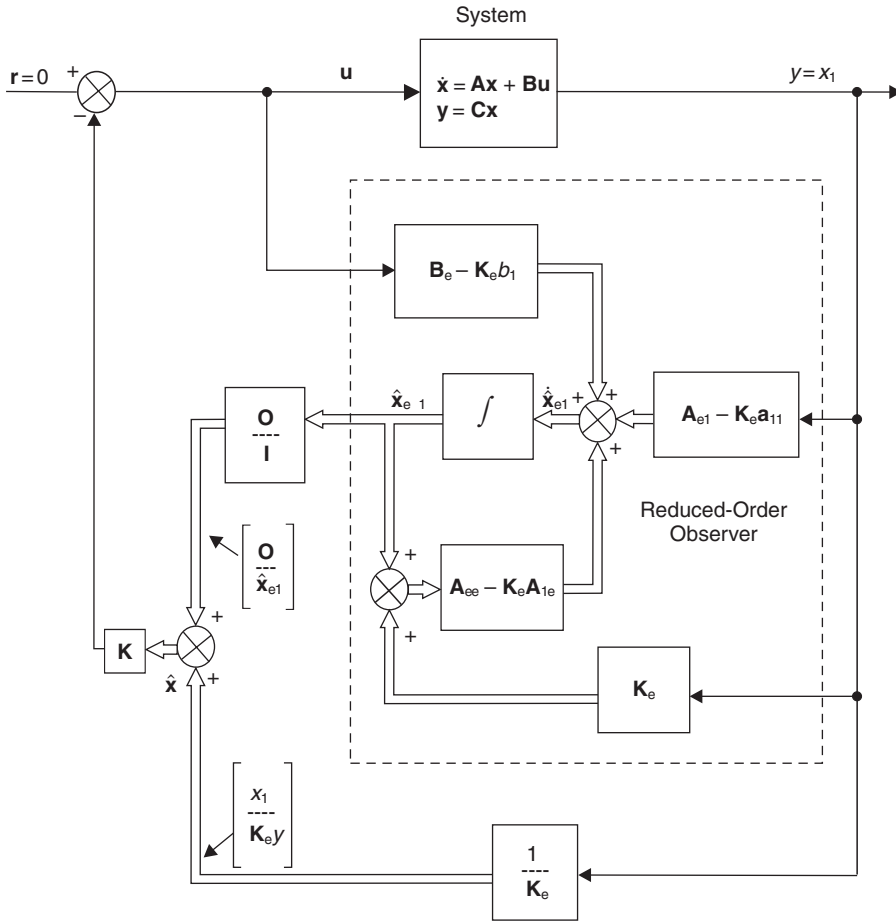 System
r = 0
+
−
u
ẋ = Ax + Bu
y = Cx
y = x₁
Bₑ − Kₑb₁
O
----
I
x̂ₑ₁
∫
x̂̇ₑ₁
+
+
+
Aₑ₁ − Kₑa₁₁
Reduced-Order
Observer
O
----
x̂ₑ₁
+
Aₑₑ − KₑA₁ₑ
+
+
K
x̂
+
Kₑ
x₁
----
Kₑy
1
----
Kₑ